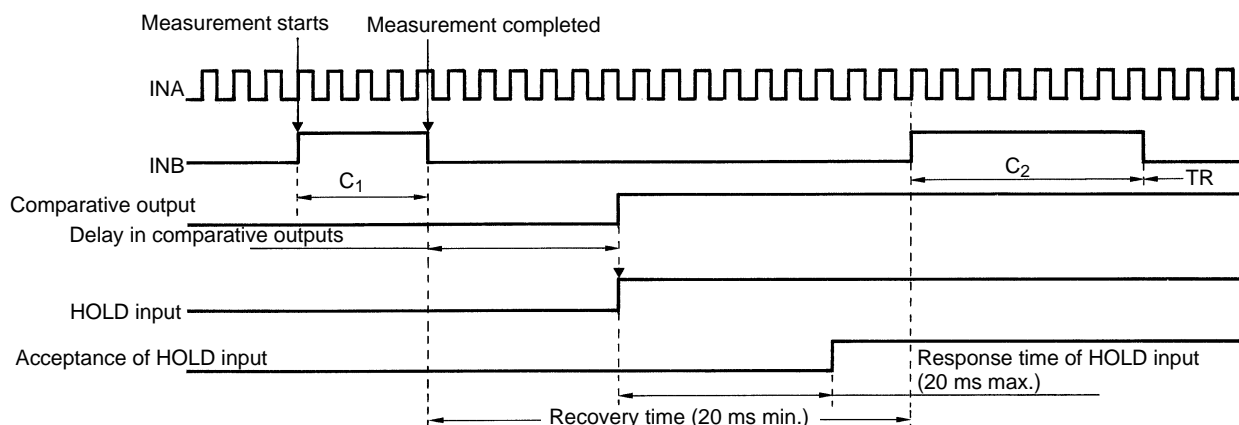 Measurement starts
Measurement completed
INA
INB
C1
C2
TR
Comparative output
Delay in comparative outputs
HOLD input
Acceptance of HOLD input
Response time of HOLD input
(20 ms max.)
Recovery time (20 ms min.)